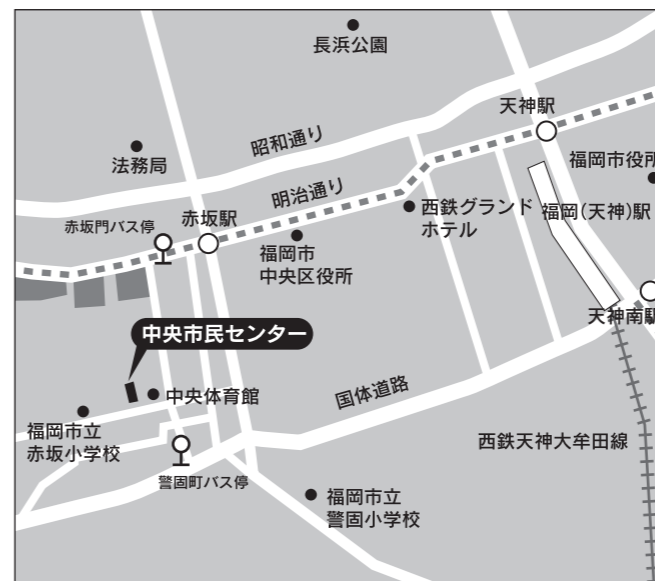 長浜公園
天神駅
昭和通り
法務局
福岡市役所
明治通り
赤坂門バス停
赤坂駅
西鉄グランド
ホテル
福岡(天神)駅
福岡市
中央区役所
天神南駅
中央市民センター
中央体育館
国体道路
福岡市立
赤坂小学校
西鉄天神大牟田線
警固町バス停
福岡市立
警固小学校